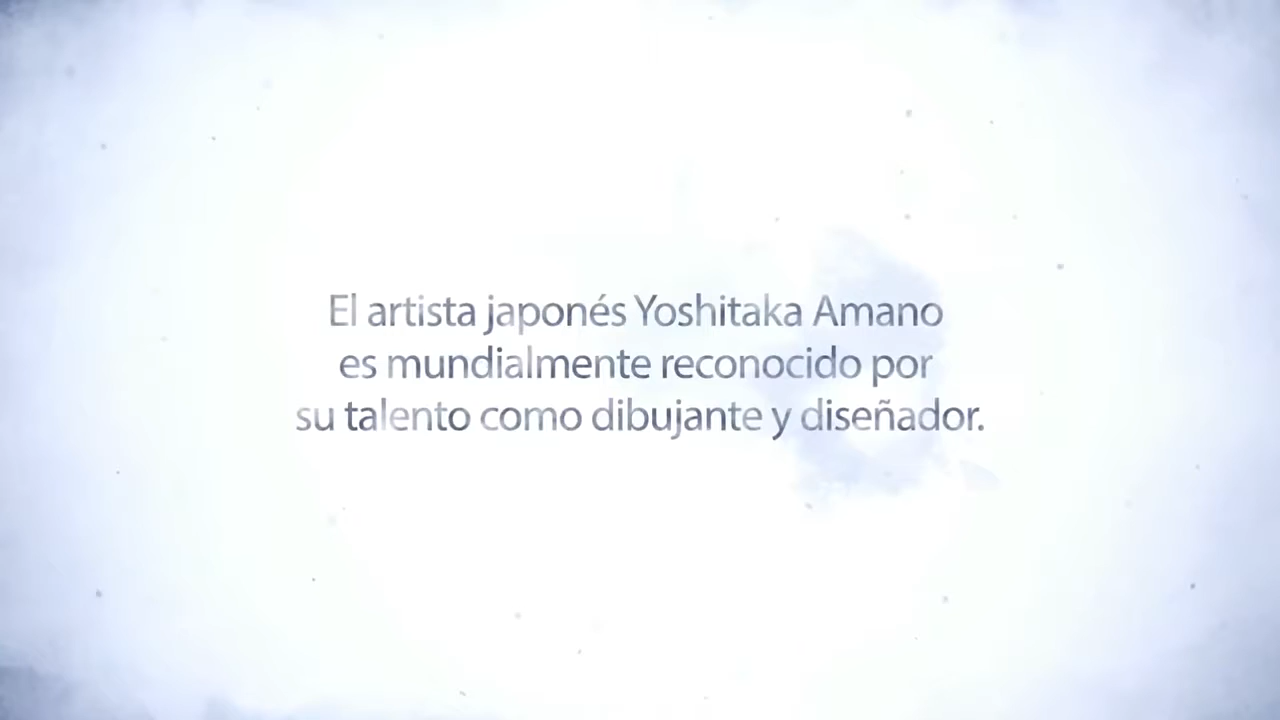 El artista japonés Yoshitaka Amano
es mundialmente reconocido por
su talento como dibujante y diseñador.